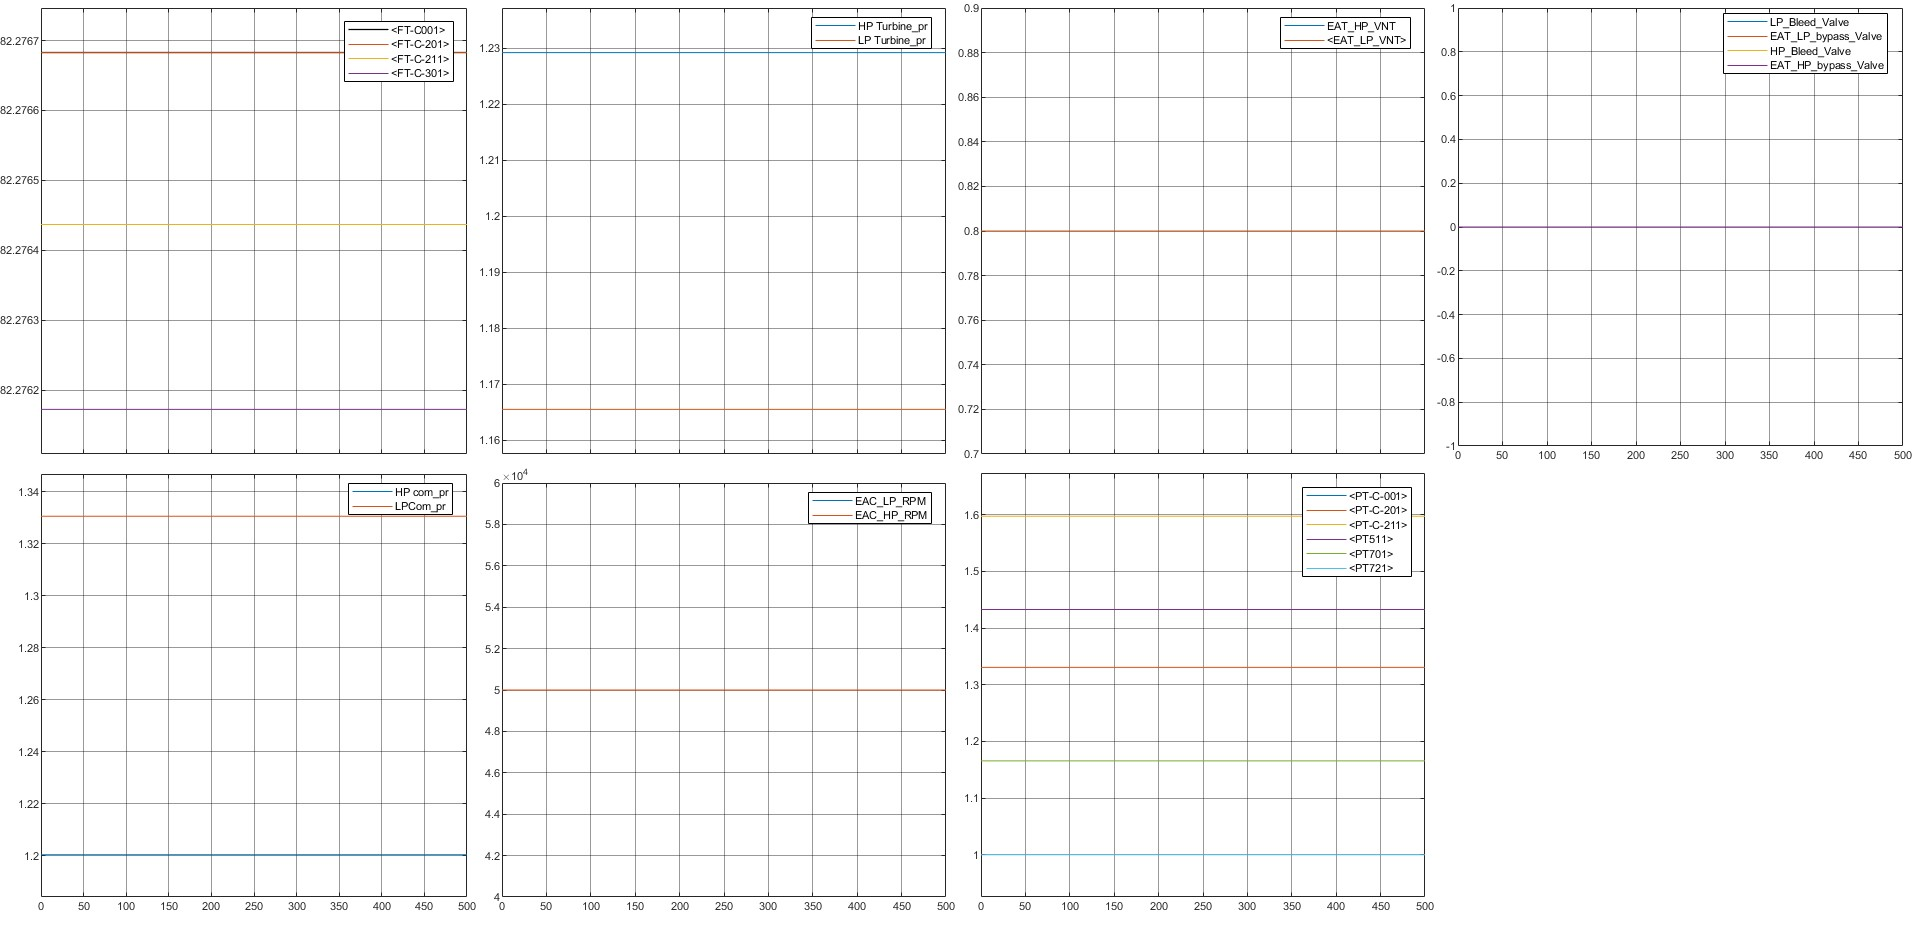 82.2767
82.2766
82.2765
82.2764
82.2763
82.2762
<FT-C001>
<FT-C-201>
<FT-C-211>
<FT-C-301>
1.23
1.22
1.21
1.2
1.19
1.18
1.17
1.16
HP Turbine_pr
LP Turbine_pr
0.9
0.88
0.86
0.84
0.82
0.8
0.78
0.76
0.74
0.72
0.7
EAT_HP_VNT
<EAT_LP_VNT>
1
0.8
0.6
0.4
0.2
0
-0.2
-0.4
-0.6
-0.8
-1
LP_Bleed_Valve
EAT_LP_bypass_Valve
HP_Bleed_Valve
EAT_HP_bypass_Valve
0 50 100 150 200 250 300 350 400 450 500
1.34
1.32
1.3
1.28
1.26
1.24
1.22
1.2
HP com_pr
LPCom_pr
0 50 100 150 200 250 300 350 400 450 500
×10⁴
6
5.8
5.6
5.4
5.2
5
4.8
4.6
4.4
4.2
4
EAC_LP_RPM
EAC_HP_RPM
0 50 100 150 200 250 300 350 400 450 500
1.6
1.5
1.4
1.3
1.2
1.1
1
<PT-C-001>
<PT-C-201>
<PT-C-211>
<PT511>
<PT701>
<PT721>
0 50 100 150 200 250 300 350 400 450 500